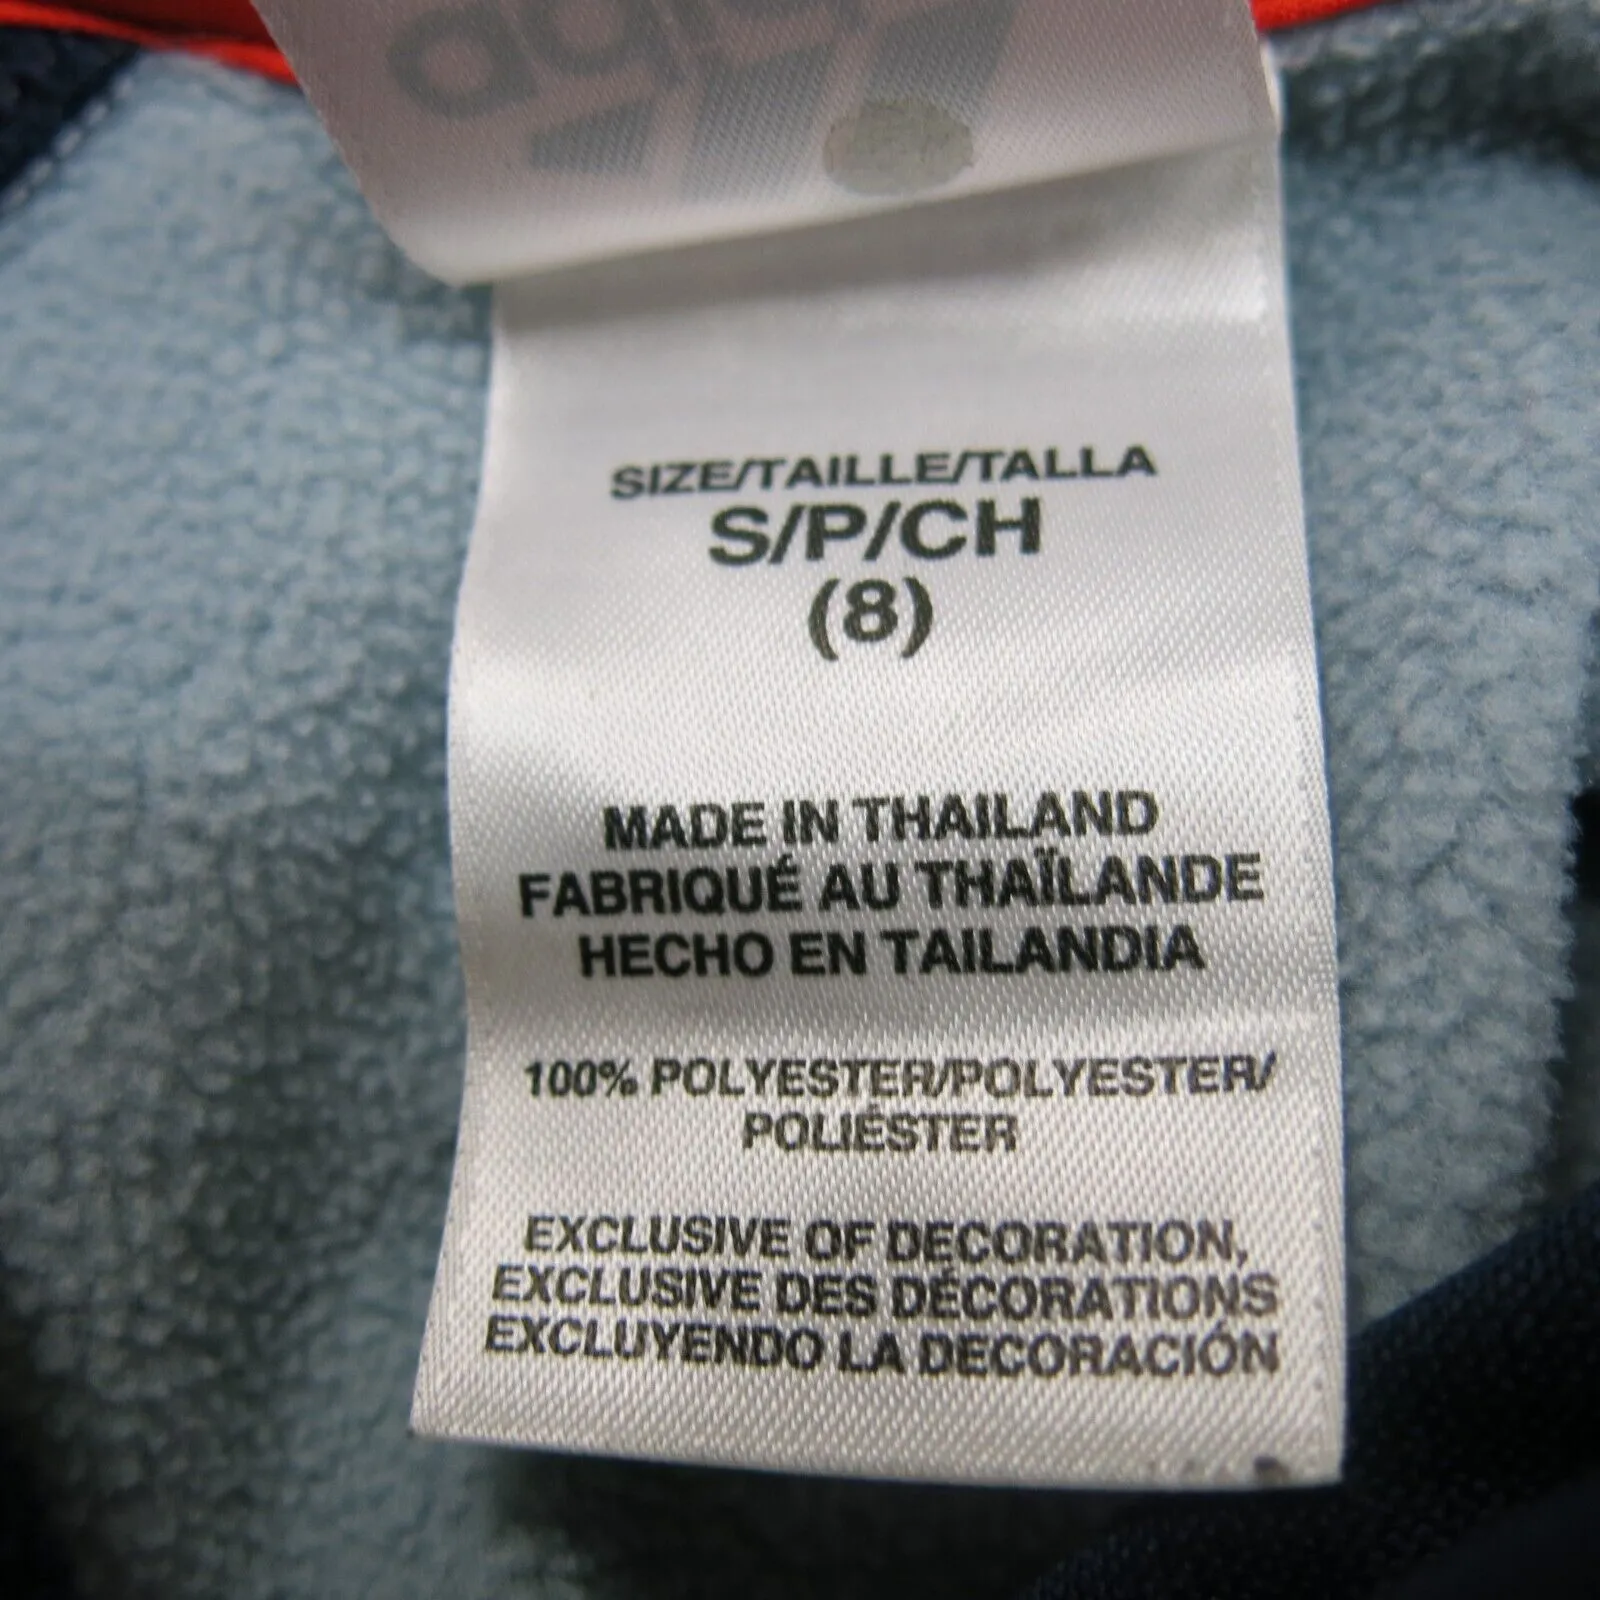 SIZE/TAILLE/TALLA
S/P/CH
(8)
MADE IN THAILAND
FABRIQUÉ AU THAÏLANDE
HECHO EN TAILANDIA
100% POLYESTER/POLYESTER/
POLIÉSTER
EXCLUSIVE OF DECORATION,
EXCLUSIVE DES DÉCORATIONS
EXCLUYENDO LA DECORACIÓN